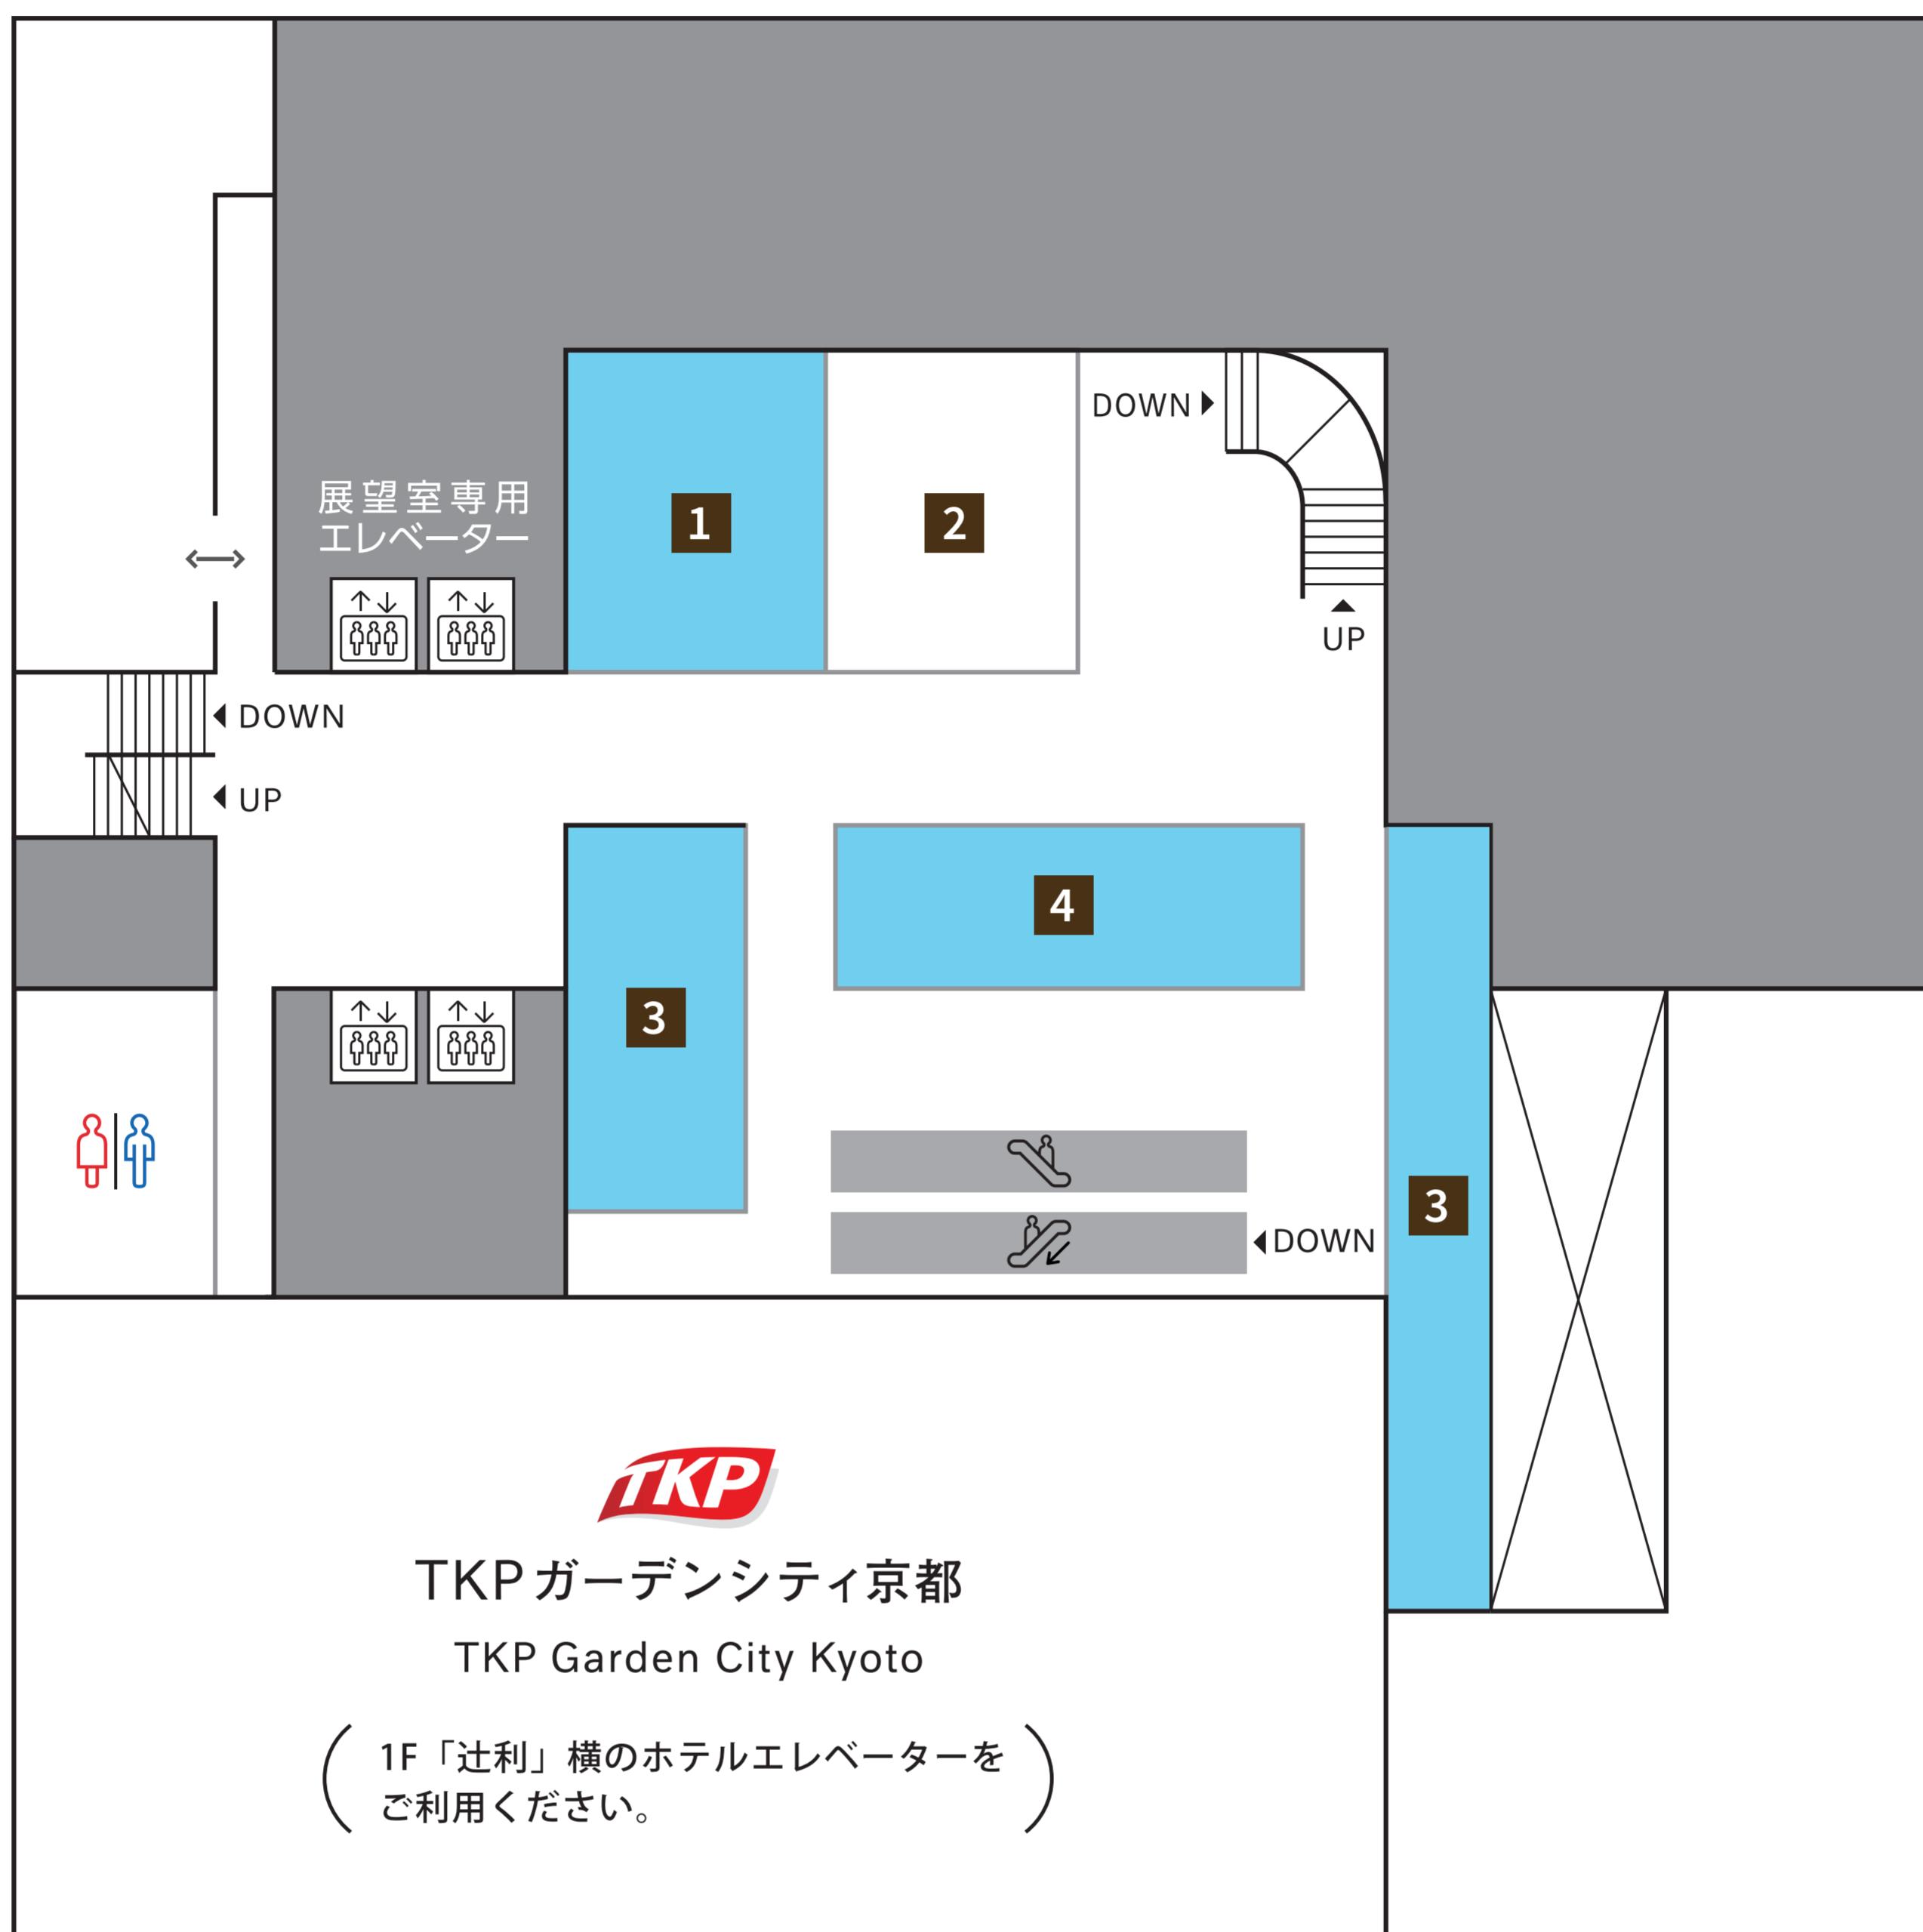 DOWN
展望室専用
エレベーター
1
2
UP
DOWN
UP
3
4
3
DOWN
TKP
TKPガーデンシティ京都
TKP Garden City Kyoto
1F「辻利」横のホテルエレベーターを
ご利用ください。